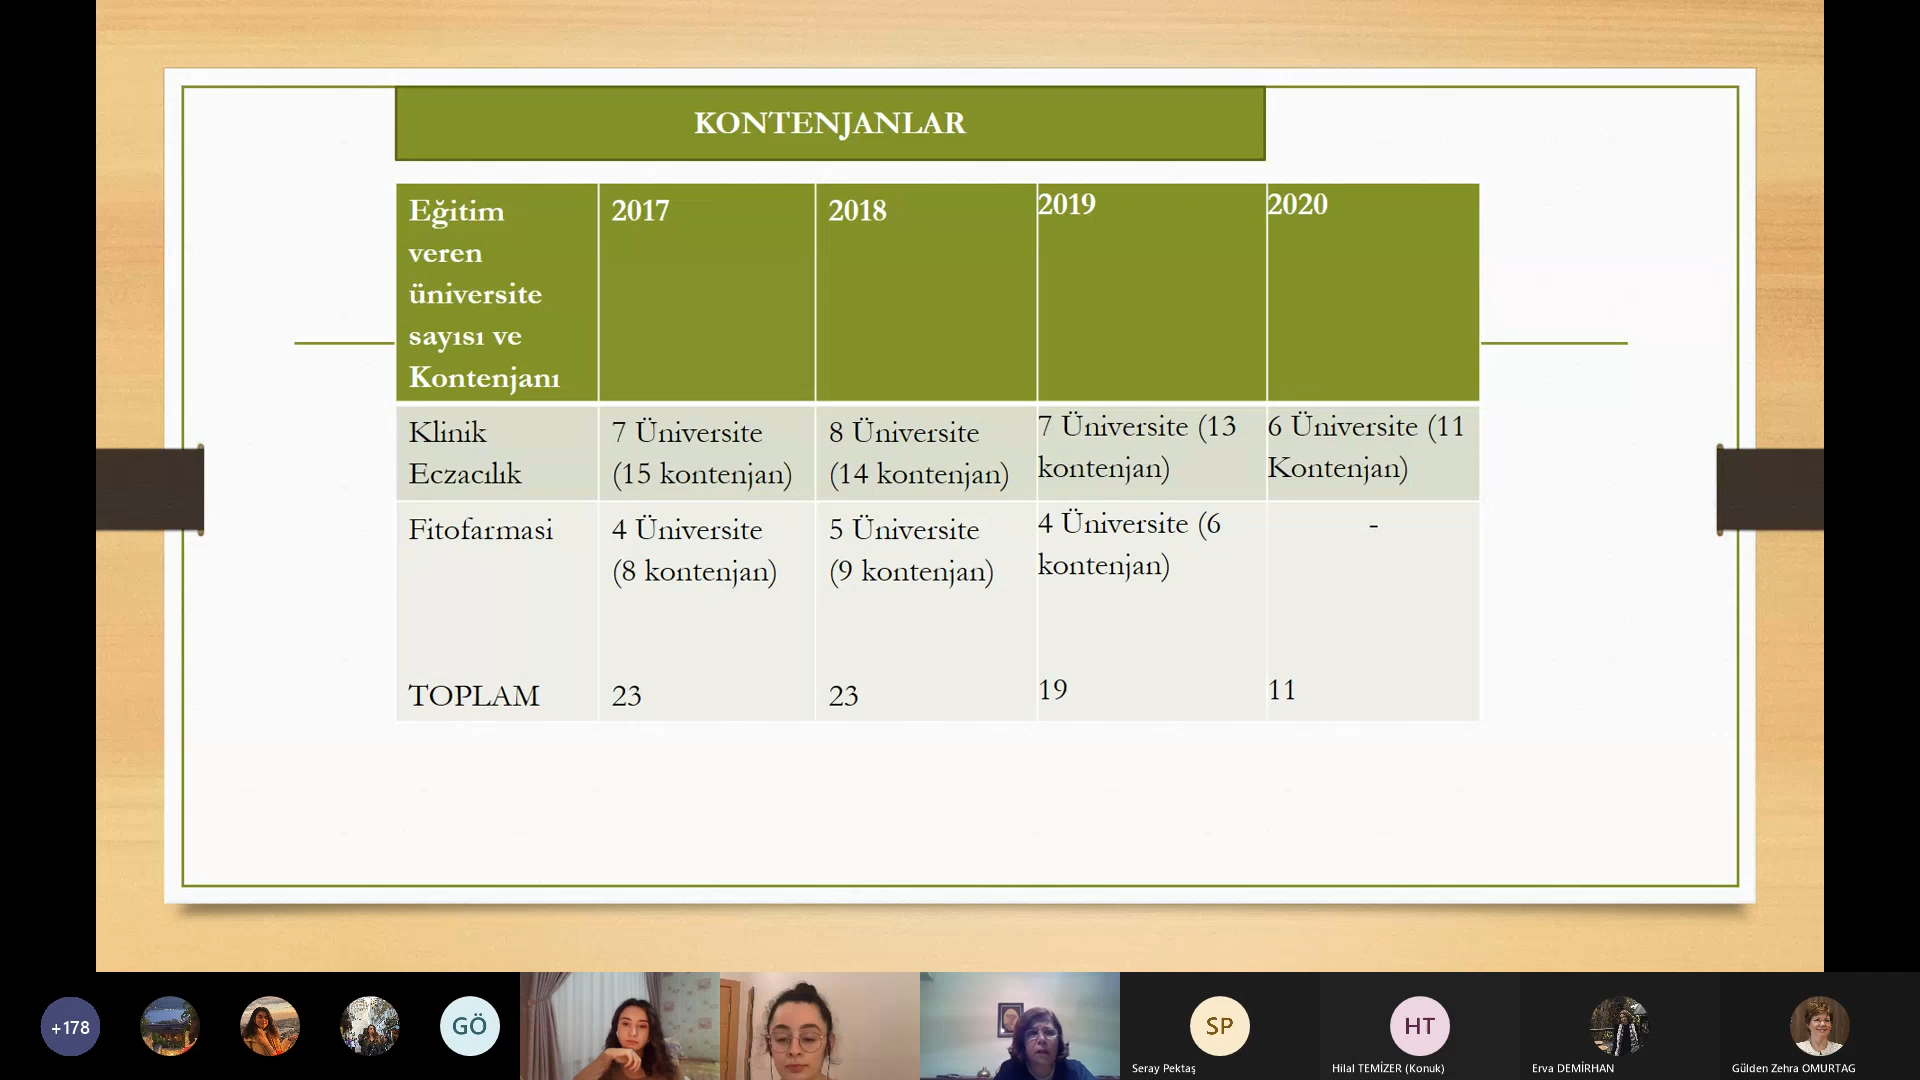 KONTENJANLAR
Eğitim
veren
üniversite
sayısı ve
Kontenjanı
2017
2018
2019
2020
Klinik
Eczacılık
7 Üniversite
(15 kontenjan)
8 Üniversite
(14 kontenjan)
7 Üniversite (13
kontenjan)
6 Üniversite (11
Kontenjan)
Fitofarmasi
4 Üniversite
(8 kontenjan)
5 Üniversite
(9 kontenjan)
4 Üniversite (6
kontenjan)
-
TOPLAM
23
23
19
11
+178
GÖ
SP
Seray Pektaş
HT
Hilal TEMİZER (Konuk)
Erva DEMİRHAN
Gülden Zehra OMURTAG